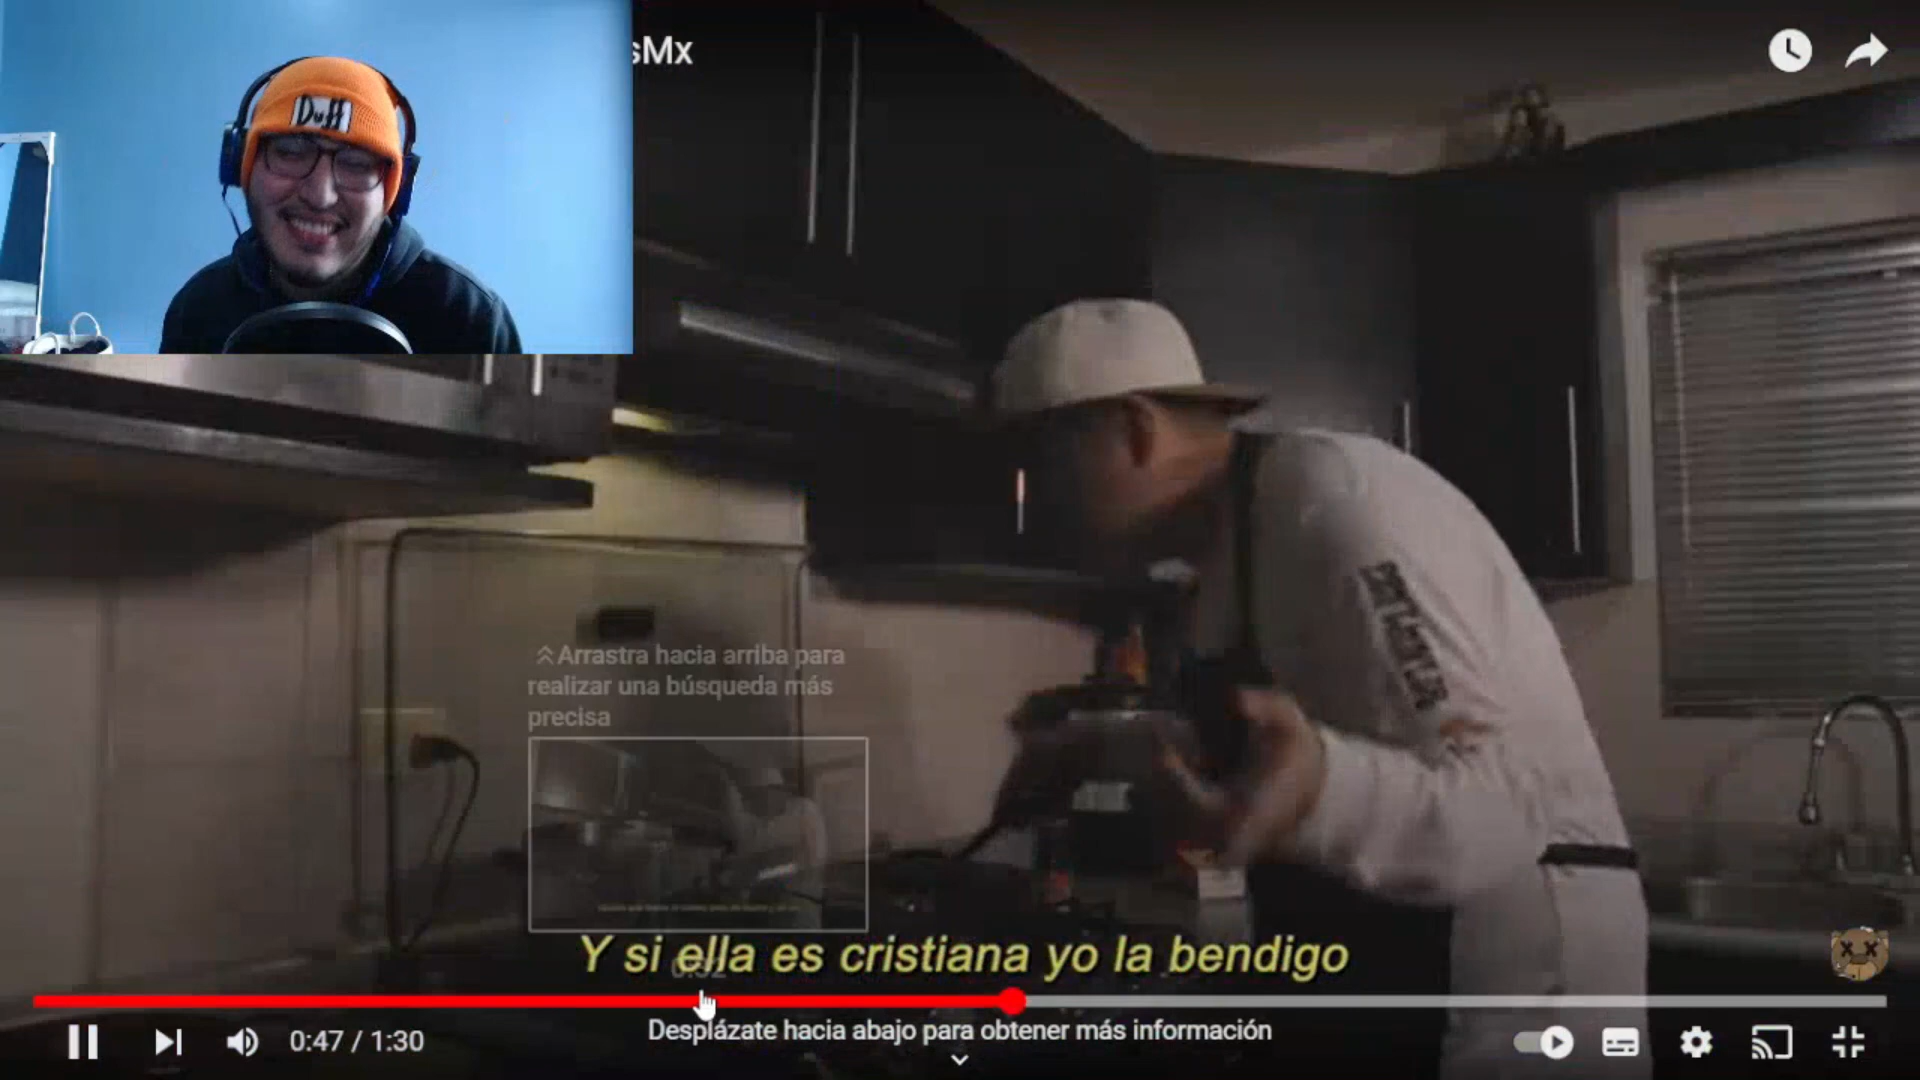 sMx
Duff
Arrastra hacia arriba para
realizar una búsqueda más
precisa
Y si ella es cristiana yo la bendigo
0:47 / 1:30
Desplázate hacia abajo para obtener más información